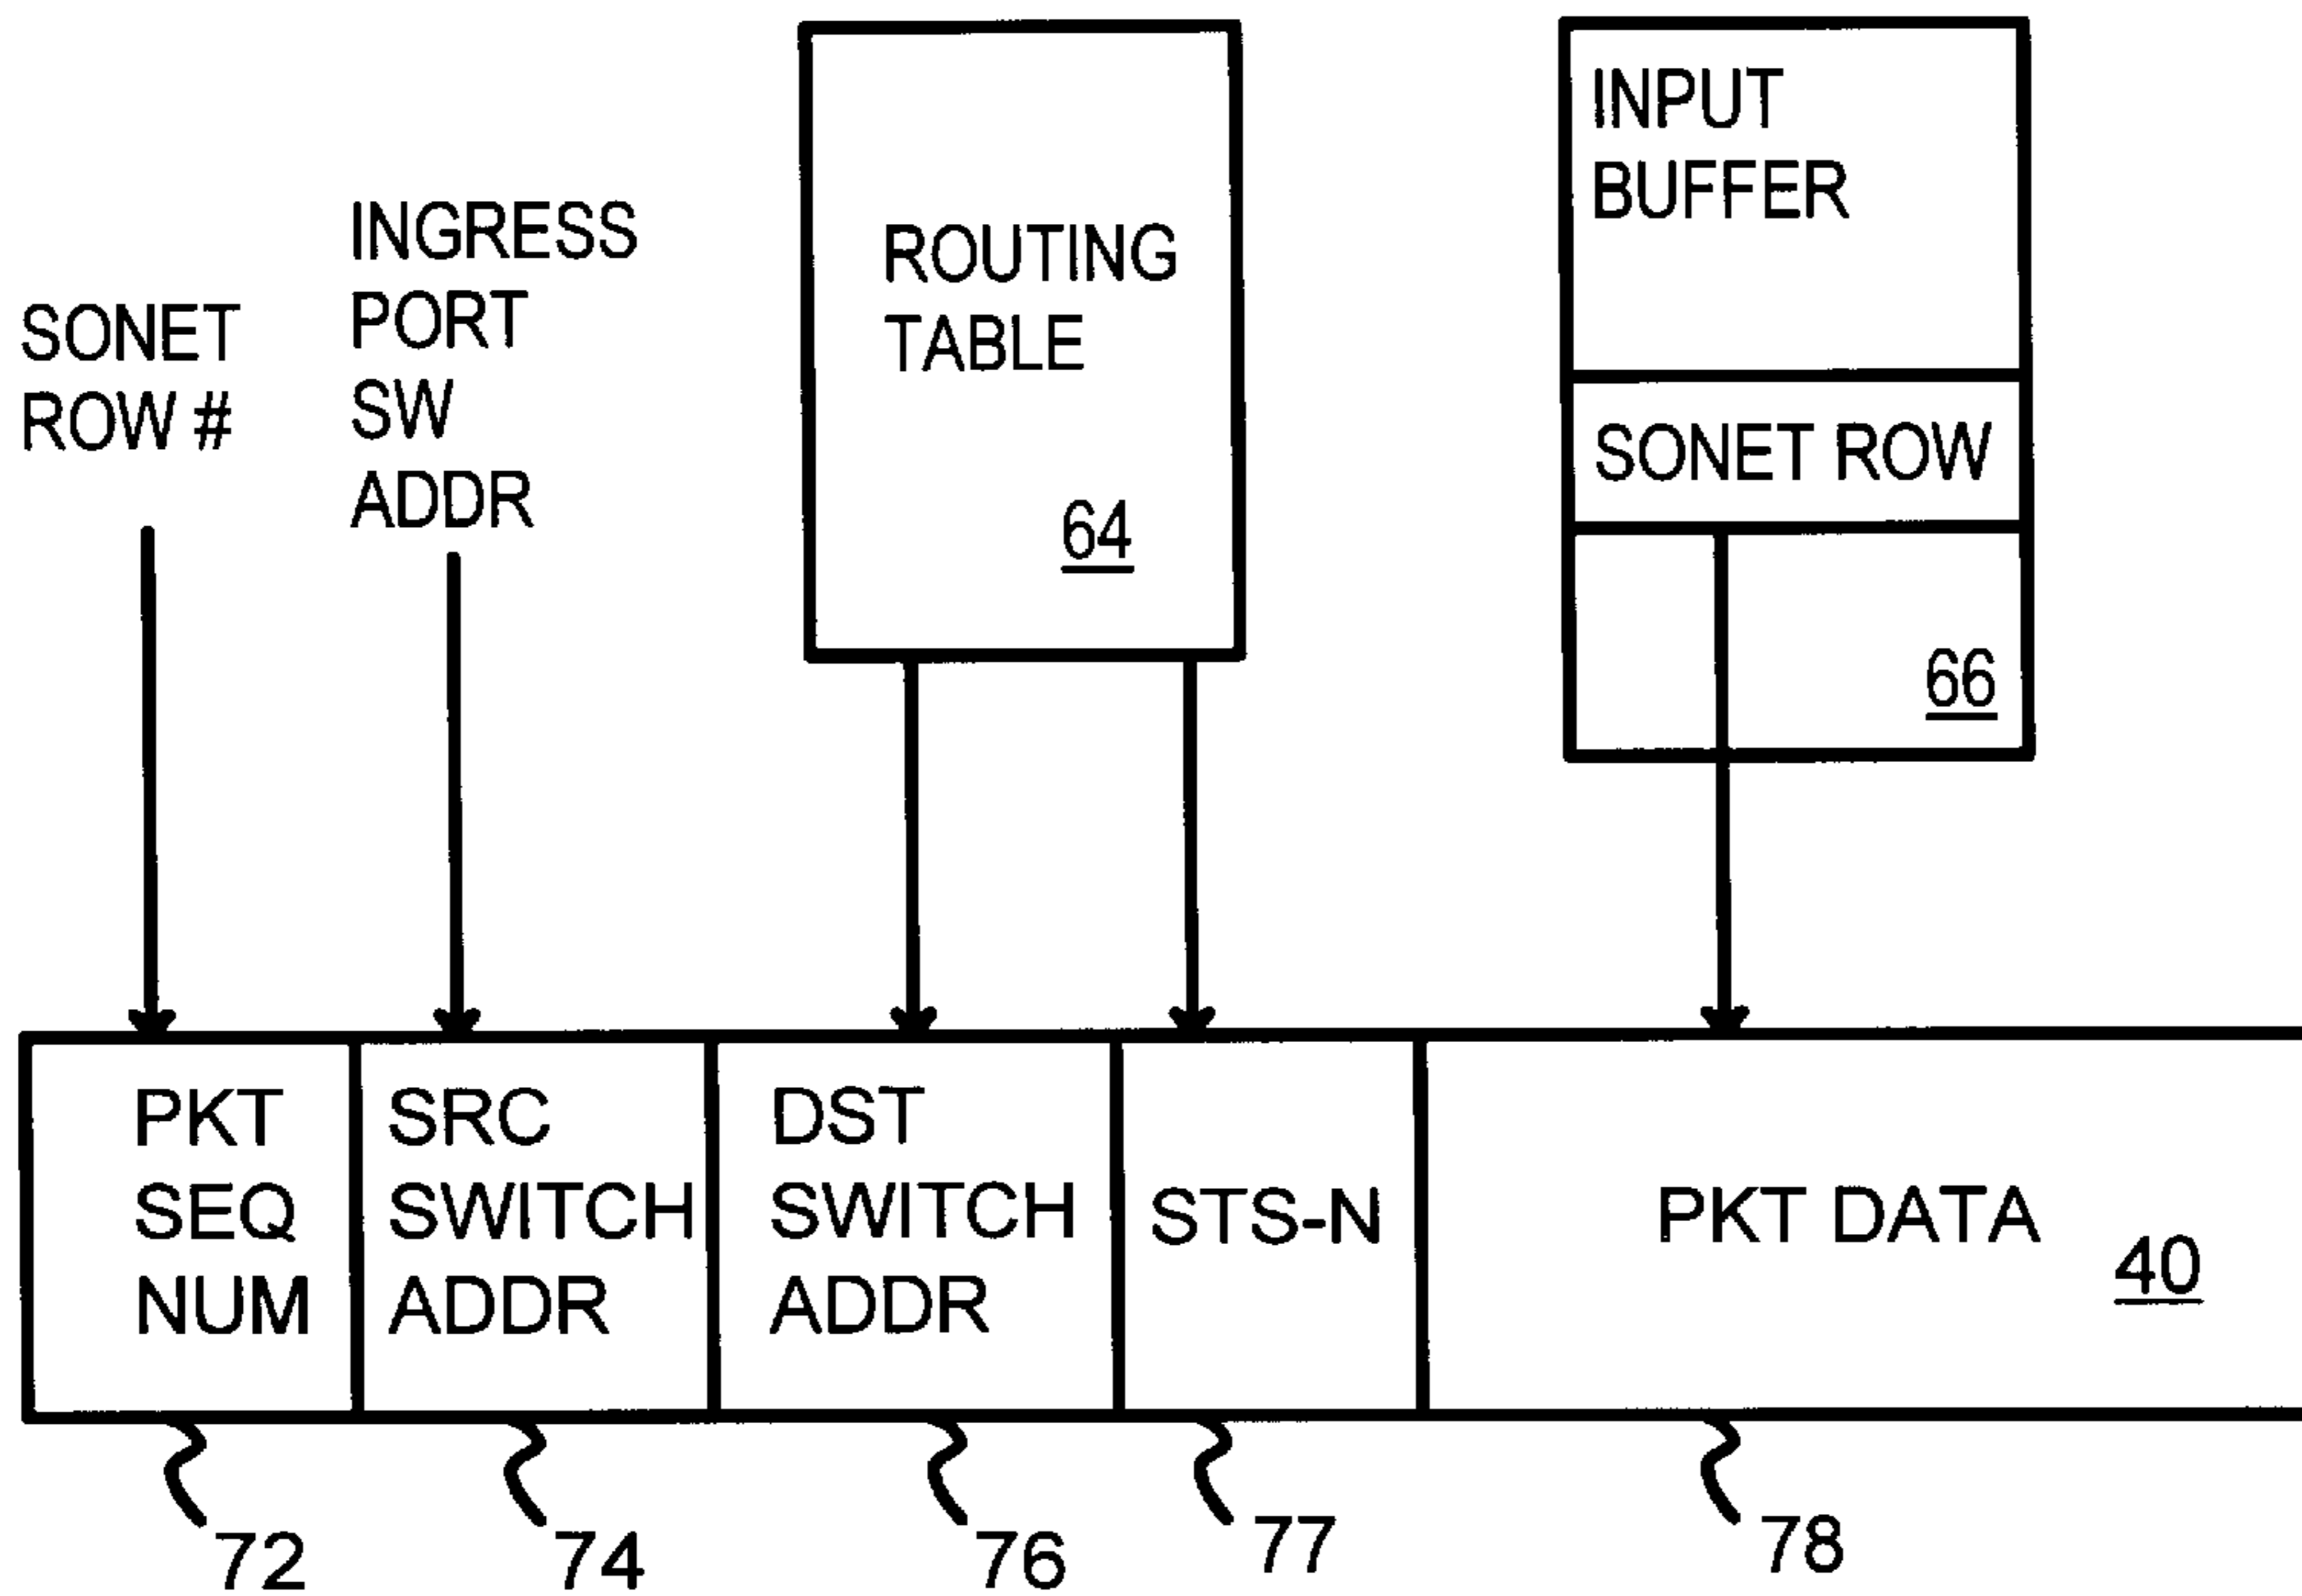 SONET
ROW #
INGRESS
PORT
SW
ADDR
ROUTING
TABLE
64
INPUT
BUFFER
SONET ROW
66
PKT
SEQ
NUM
SRC
SWITCH
ADDR
DST
SWITCH
ADDR
STS-N
PKT DATA
40
72
74
76
77
78